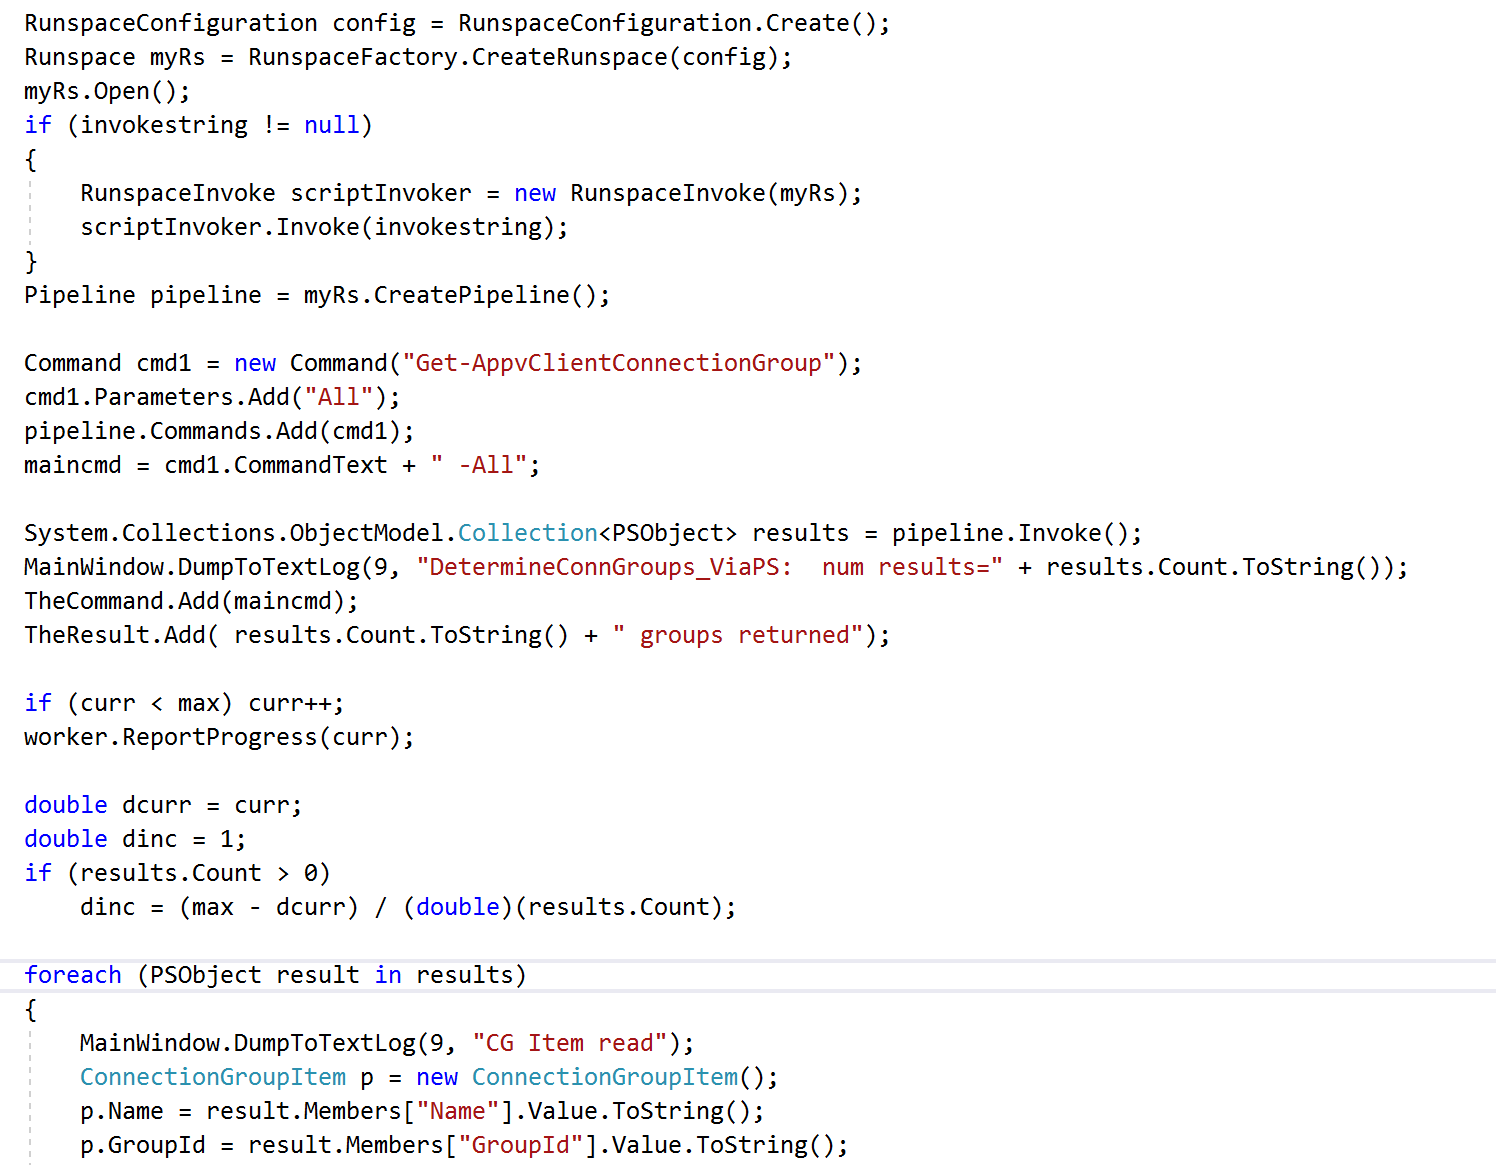 RunspaceConfiguration config = RunspaceConfiguration.Create();
Runspace myRs = RunspaceFactory.CreateRunspace(config);
myRs.Open();
if (invokestring != null)
{
    RunspaceInvoke scriptInvoker = new RunspaceInvoke(myRs);
    scriptInvoker.Invoke(invokestring);
}
Pipeline pipeline = myRs.CreatePipeline();

Command cmd1 = new Command("Get-AppvClientConnectionGroup");
cmd1.Parameters.Add("All");
pipeline.Commands.Add(cmd1);
maincmd = cmd1.CommandText + " -All";

System.Collections.ObjectModel.Collection<PSObject> results = pipeline.Invoke();
MainWindow.DumpToTextLog(9, "DetermineConnGroups_ViaPS:  num results=" + results.Count.ToString());
TheCommand.Add(maincmd);
TheResult.Add( results.Count.ToString() + " groups returned");

if (curr < max) curr++;
worker.ReportProgress(curr);

double dcurr = curr;
double dinc = 1;
if (results.Count > 0)
    dinc = (max - dcurr) / (double)(results.Count);

foreach (PSObject result in results)
{
    MainWindow.DumpToTextLog(9, "CG Item read");
    ConnectionGroupItem p = new ConnectionGroupItem();
    p.Name = result.Members["Name"].Value.ToString();
    p.GroupId = result.Members["GroupId"].Value.ToString();